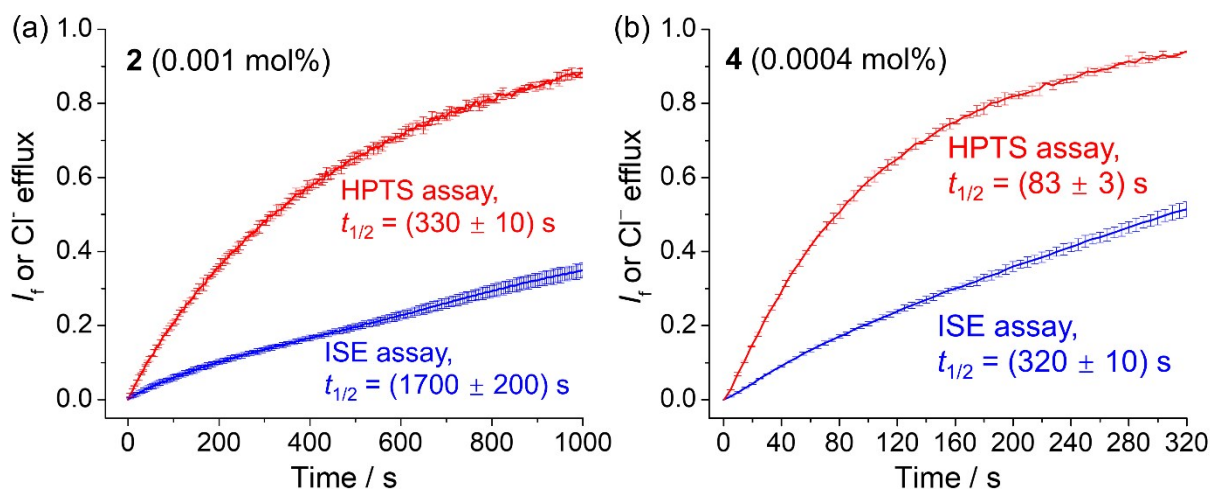 (a)
2 (0.001 mol%)
I_f or Cl⁻ efflux
1.0
0.8
0.6
0.4
0.2
0.0
HPTS assay,
t₁/₂ = (330 ± 10) s
ISE assay,
t₁/₂ = (1700 ± 200) s
0 200 400 600 800 1000
Time / s
(b)
4 (0.0004 mol%)
I_f or Cl⁻ efflux
1.0
0.8
0.6
0.4
0.2
0.0
HPTS assay,
t₁/₂ = (83 ± 3) s
ISE assay,
t₁/₂ = (320 ± 10) s
0 40 80 120 160 200 240 280 320
Time / s